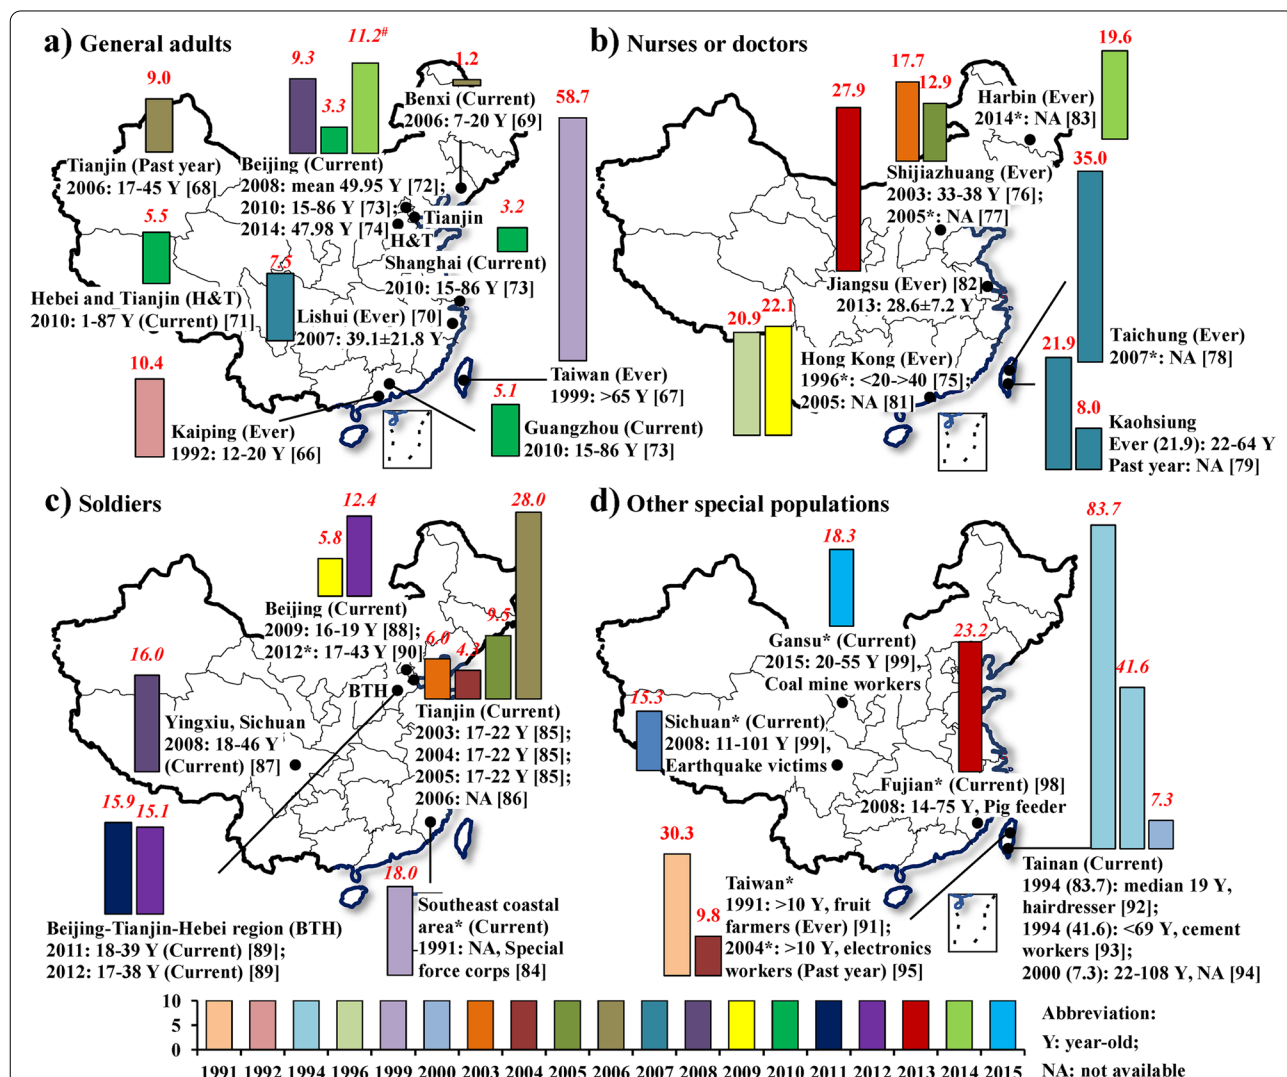 a) General adults
9.0
9.3
3.3
11.2#
1.2
58.7
Benxi (Current)
2006: 7-20 Y [69]
Tianjin (Past year)
2006: 17-45 Y [68]
Beijing (Current)
2008: mean 49.95 Y [72];
2010: 15-86 Y [73];
2014: 47.98 Y [74]
Tianjin
H&T
5.5
3.2
Shanghai (Current)
2010: 15-86 Y [73]
7.5
Hebei and Tianjin (H&T)
2010: 1-87 Y (Current) [71]
Lishui (Ever) [70]
2007: 39.1±21.8 Y
10.4
Taiwan (Ever)
1999: >65 Y [67]
5.1
Kaiping (Ever)
1992: 12-20 Y [66]
Guangzhou (Current)
2010: 15-86 Y [73]
b) Nurses or doctors
27.9
17.7
12.9
19.6
Harbin (Ever)
2014*: NA [83]
35.0
Shijiazhuang (Ever)
2003: 33-38 Y [76];
2005*: NA [77]
Jiangsu (Ever) [82]
2013: 28.6±7.2 Y
20.9
22.1
Taichung (Ever)
2007*: NA [78]
Hong Kong (Ever)
1996*: <20->40 [75];
2005: NA [81]
21.9
8.0
Kaohsiung
Ever (21.9): 22-64 Y
Past year: NA [79]
c) Soldiers
5.8
12.4
28.0
Beijing (Current)
2009: 16-19 Y [88];
2012*: 17-43 Y [90]
6.0
4.3
9.5
BTH
16.0
Yingxiu, Sichuan
2008: 18-46 Y
(Current) [87]
Tianjin (Current)
2003: 17-22 Y [85];
2004: 17-22 Y [85];
2005: 17-22 Y [85];
2006: NA [86]
15.9
15.1
18.0
Beijing-Tianjin-Hebei region (BTH)
2011: 18-39 Y (Current) [89];
2012: 17-38 Y (Current) [89]
Southeast coastal
area* (Current)
1991: NA, Special
force corps [84]
d) Other special populations
18.3
83.7
Gansu* (Current)
2015: 20-55 Y [99],
Coal mine workers
23.2
41.6
15.3
Sichuan* (Current)
2008: 11-101 Y [99],
Earthquake victims
Fujian* (Current) [98]
2008: 14-75 Y, Pig feeder
7.3
30.3
9.8
Taiwan*
1991: >10 Y, fruit
farmers (Ever) [91];
2004*: >10 Y, electronics
workers (Past year) [95]
Tainan (Current)
1994 (83.7): median 19 Y,
hairdresser [92];
1994 (41.6): <69 Y, cement
workers [93];
2000 (7.3): 22-108 Y, NA [94]
10
5
0
1991 1992 1994 1996 1999 2000 2003 2004 2005 2006 2007 2008 2009 2010 2011 2012 2013 2014 2015
Abbreviation:
Y: year-old;
NA: not available